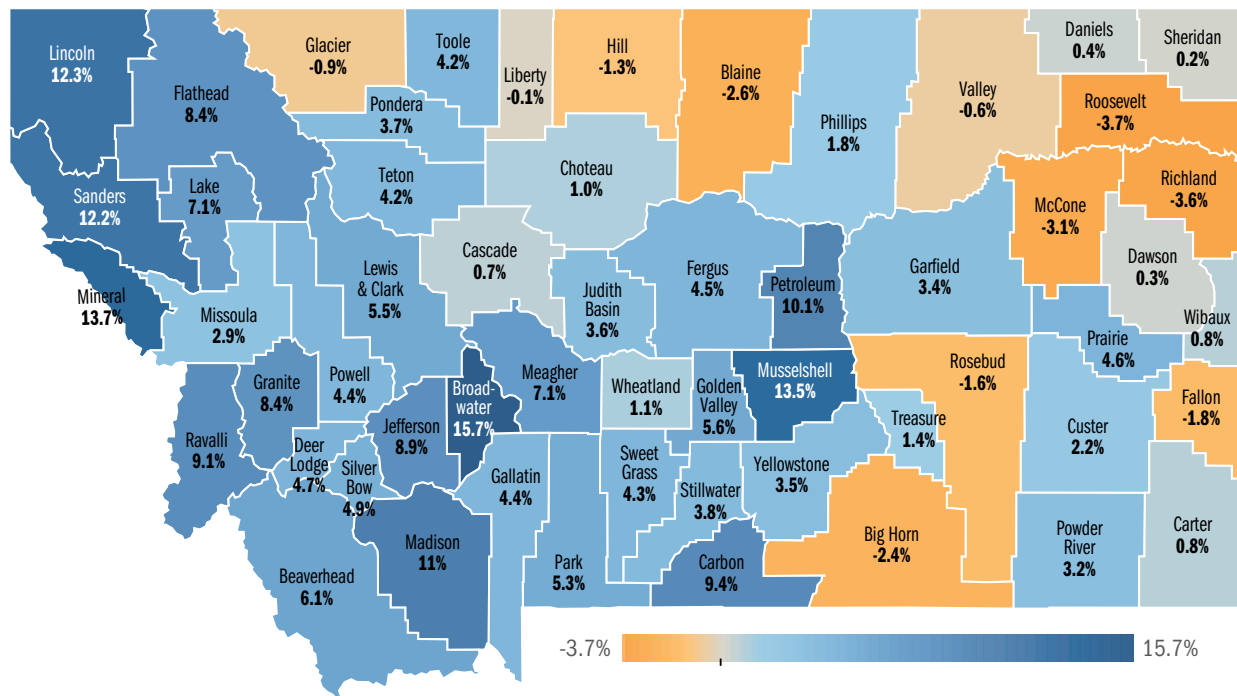 Lincoln
12.3%
Flathead
8.4%
Glacier
-0.9%
Toole
4.2%
Pondera
3.7%
Liberty
-0.1%
Hill
-1.3%
Blaine
-2.6%
Phillips
1.8%
Valley
-0.6%
Daniels
0.4%
Sheridan
0.2%
Roosevelt
-3.7%
Richland
-3.6%
McCone
-3.1%
Dawson
0.3%
Wibaux
0.8%
Sanders
12.2%
Lake
7.1%
Teton
4.2%
Choteau
1.0%
Cascade
0.7%
Lewis
& Clark
5.5%
Judith
Basin
3.6%
Fergus
4.5%
Petroleum
10.1%
Garfield
3.4%
Prairie
4.6%
Mineral
13.7%
Missoula
2.9%
Granite
8.4%
Powell
4.4%
Broad-
water
15.7%
Meagher
7.1%
Wheatland
1.1%
Golden
Valley
5.6%
Musselshell
13.5%
Rosebud
-1.6%
Treasure
1.4%
Custer
2.2%
Fallon
-1.8%
Ravalli
9.1%
Deer
Lodge
4.7%
Silver
Bow
4.9%
Jefferson
8.9%
Gallatin
4.4%
Sweet
Grass
4.3%
Stillwater
3.8%
Yellowstone
3.5%
Big Horn
-2.4%
Powder
River
3.2%
Carter
0.8%
Beaverhead
6.1%
Madison
11%
Park
5.3%
Carbon
9.4%
-3.7%
15.7%